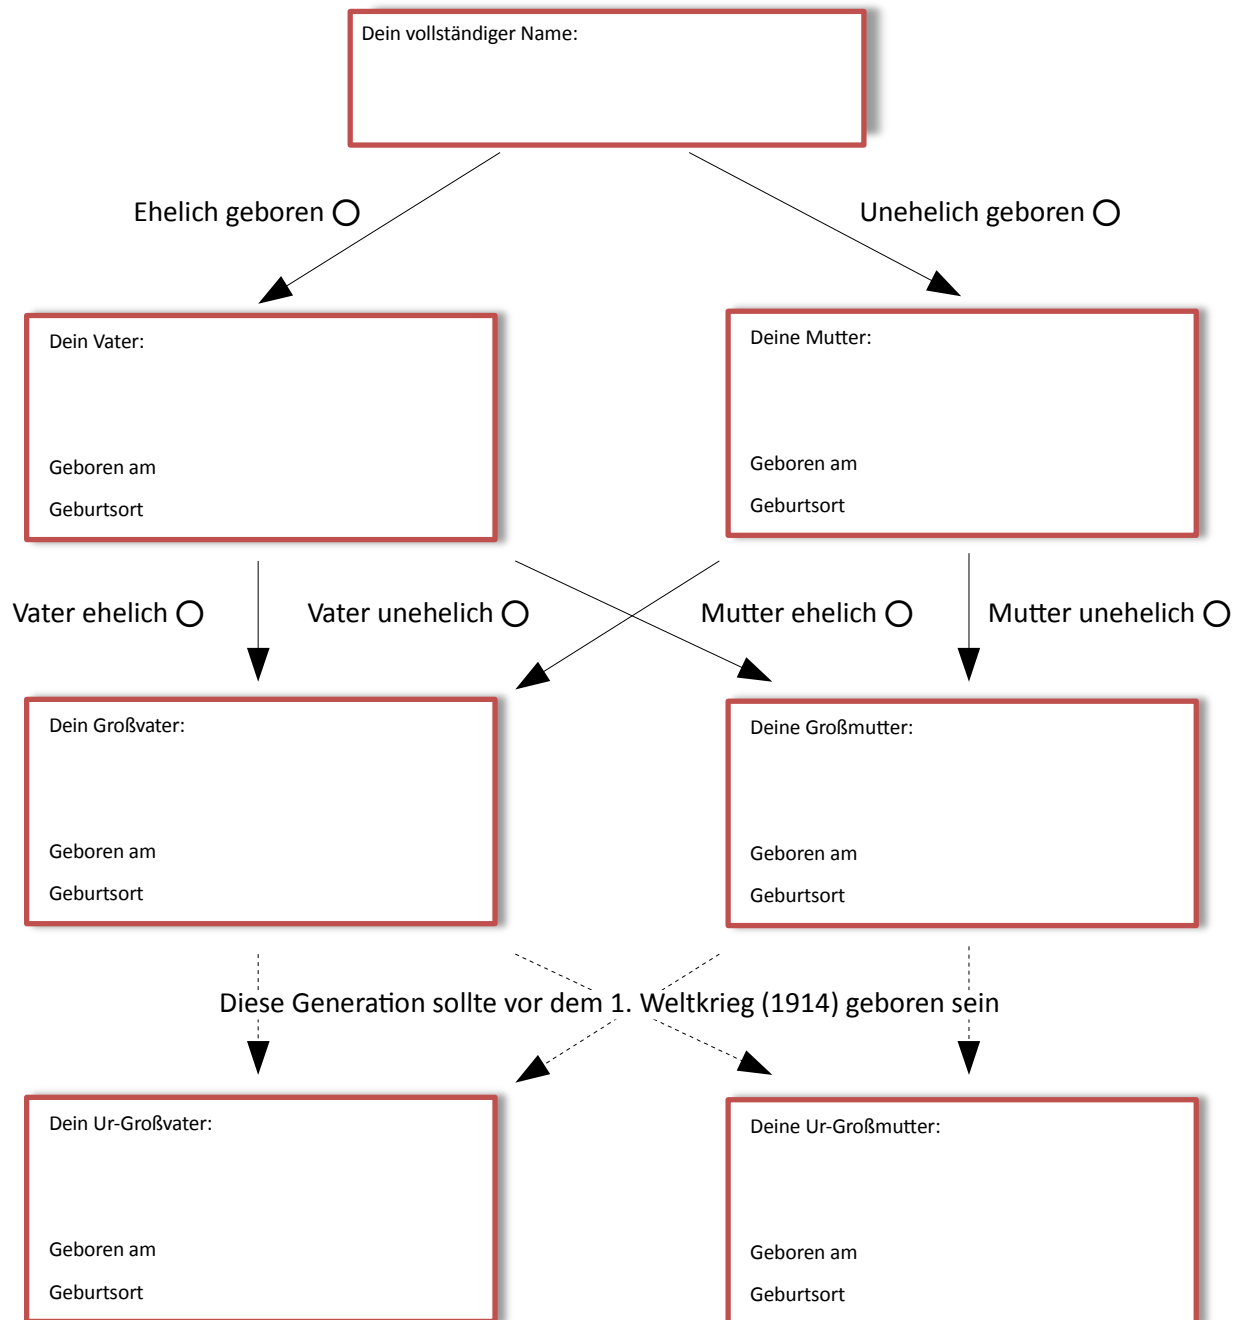 Dein vollständiger Name:
Ehelich geboren
Unehelich geboren
Dein Vater:
Geboren am
Geburtsort
Deine Mutter:
Geboren am
Geburtsort
Vater ehelich
Vater unehelich
Mutter ehelich
Mutter unehelich
Dein Großvater:
Geboren am
Geburtsort
Deine Großmutter:
Geboren am
Geburtsort
Diese Generation sollte vor dem 1. Weltkrieg (1914) geboren sein
Dein Ur-Großvater:
Geboren am
Geburtsort
Deine Ur-Großmutter:
Geboren am
Geburtsort